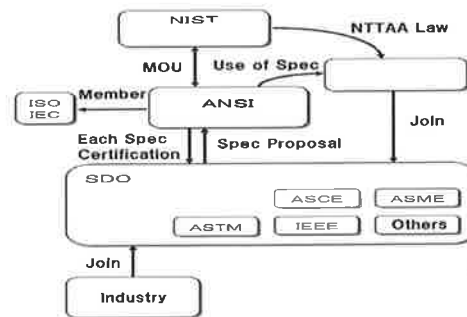 NIST
NTTAA Law
MOU
Use of Spec
Member
ISO
IEC
ANSI
Join
Each Spec
Certification
Spec Proposal
SDO
ASCE
ASME
ASTM
IEEE
Others
Join
Industry